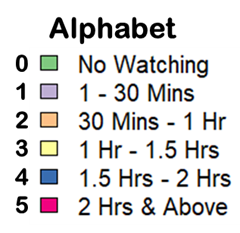 Alphabet
0 No Watching
1 1 - 30 Mins
2 30 Mins - 1 Hr
3 1 Hr - 1.5 Hrs
4 1.5 Hrs - 2 Hrs
5 2 Hrs & Above